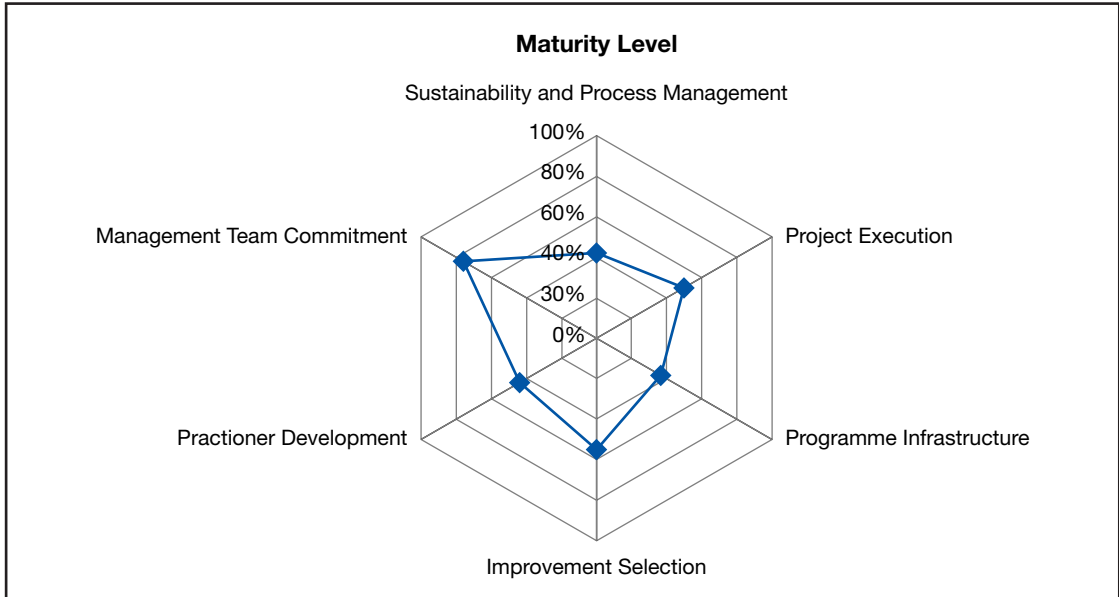 Maturity Level
Sustainability and Process Management
100%
80%
60%
40%
30%
0%
Management Team Commitment
Project Execution
Practioner Development
Programme Infrastructure
Improvement Selection